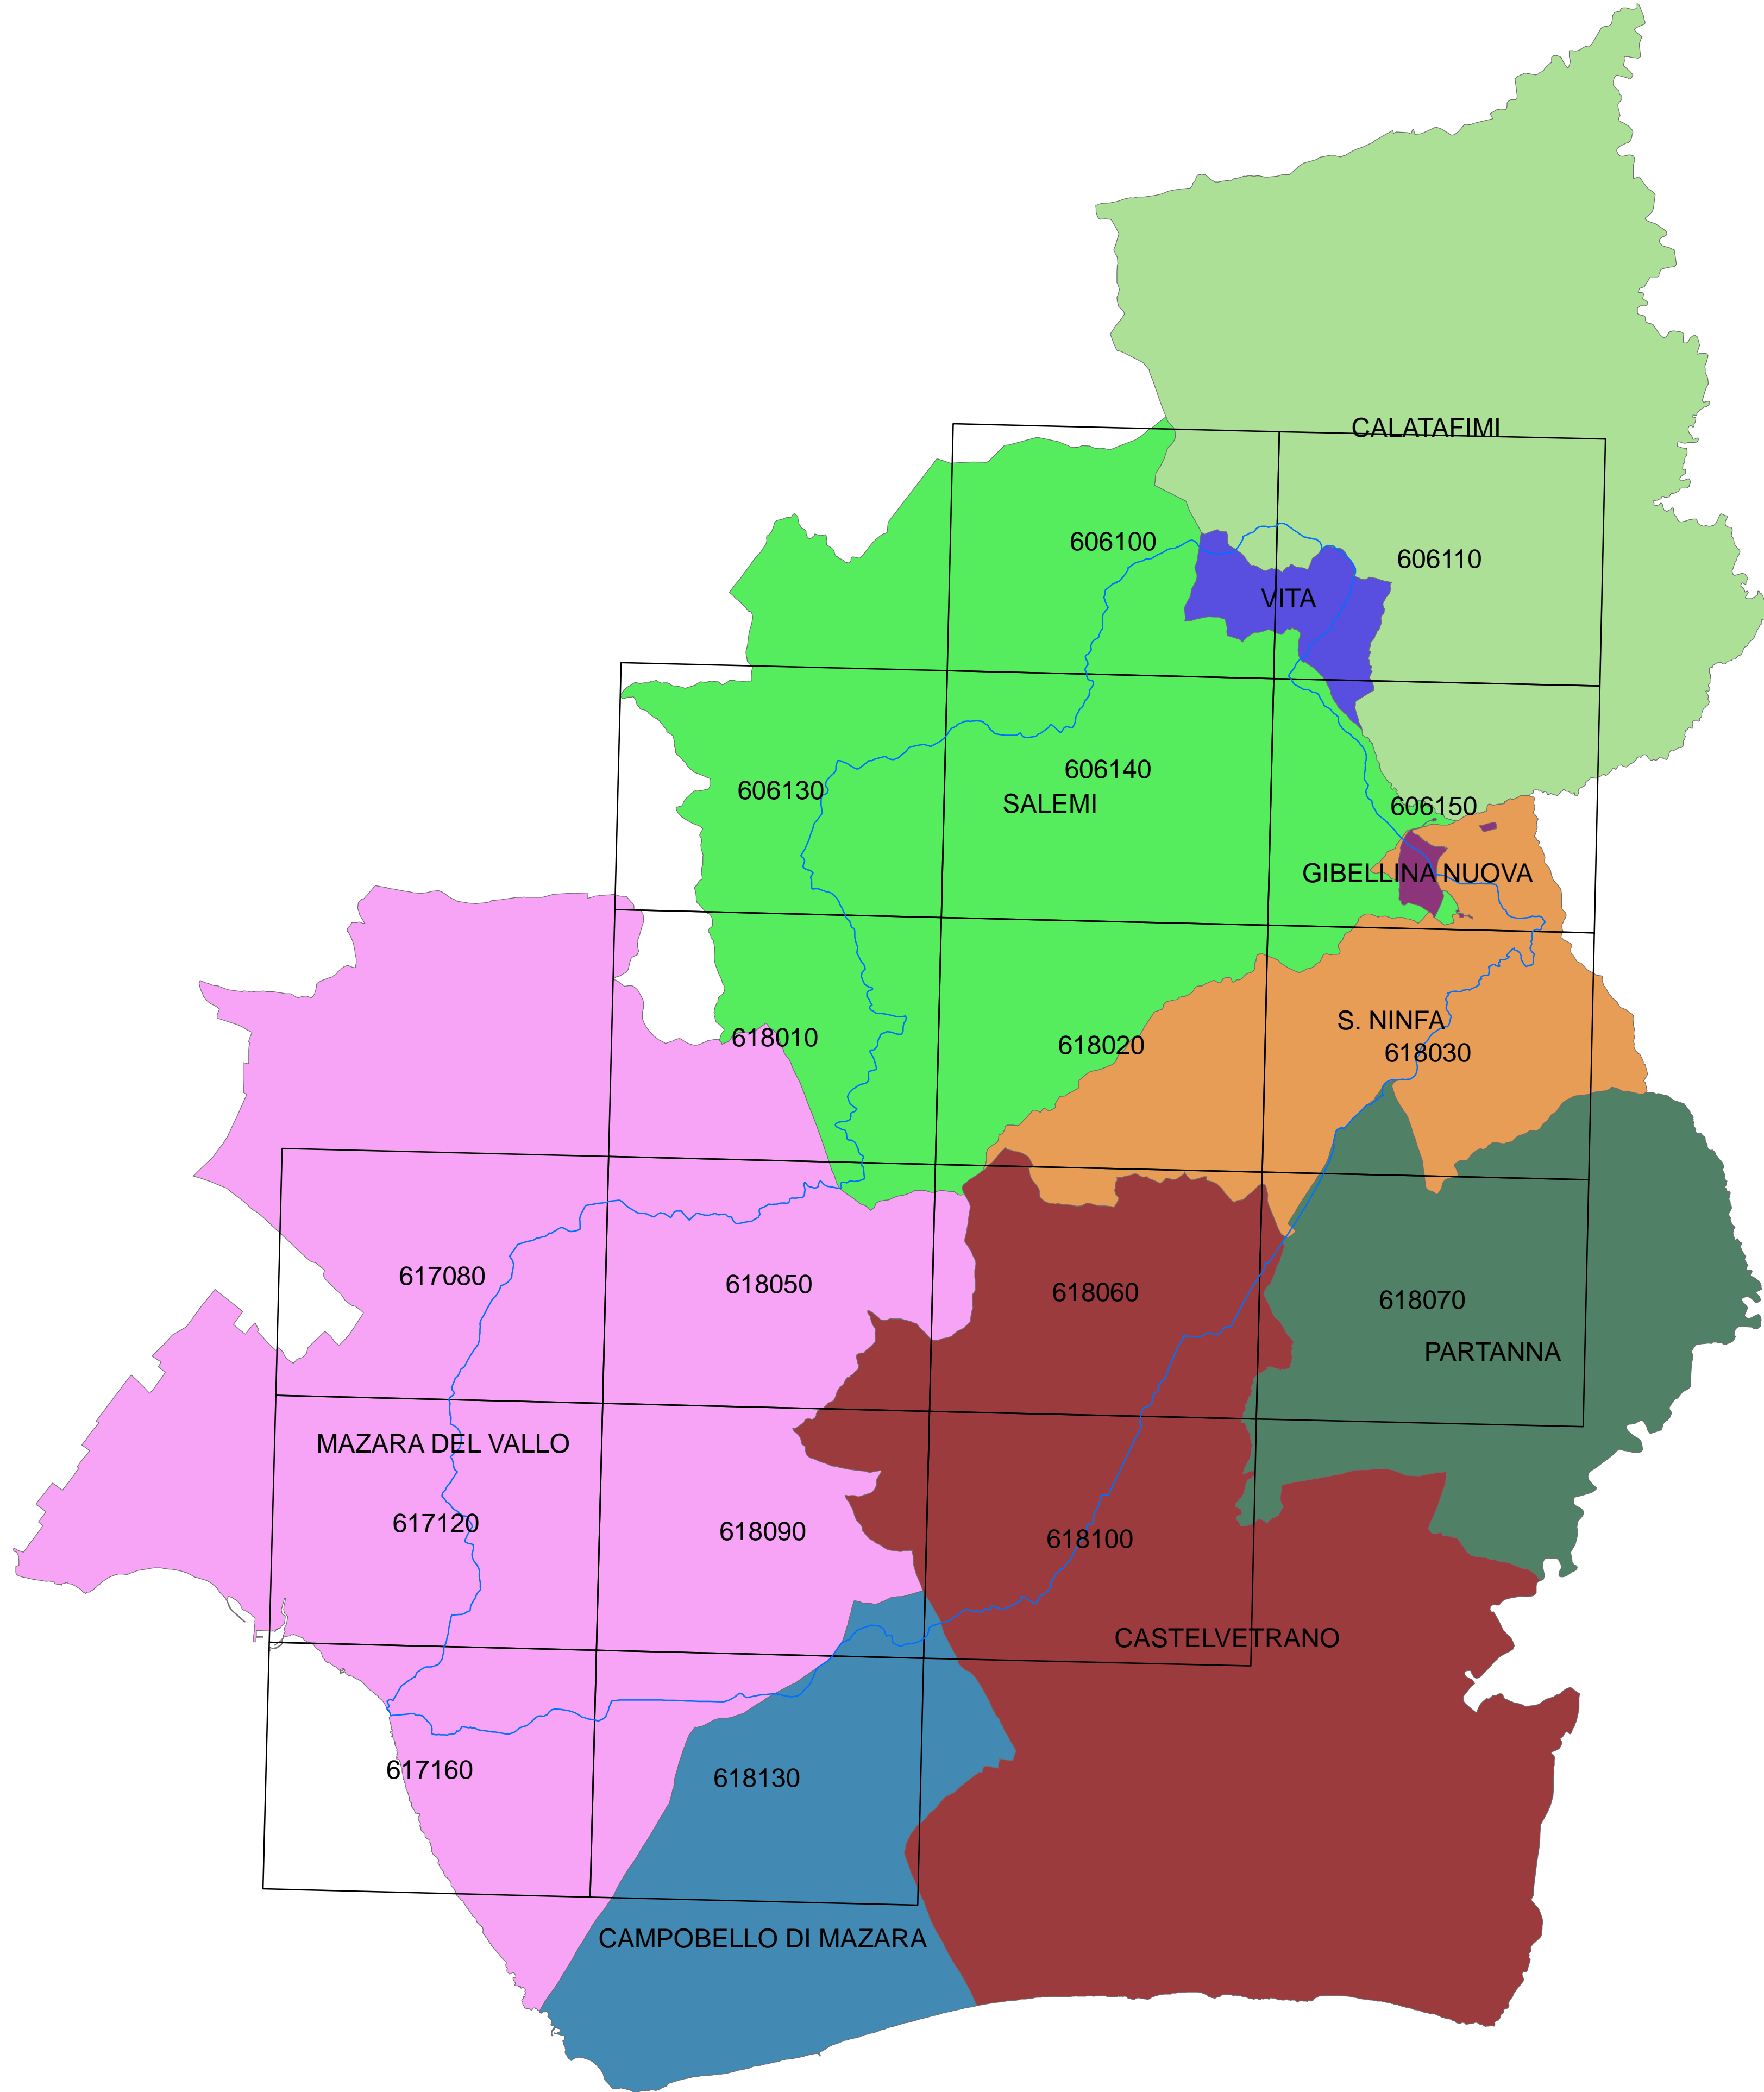 CALATAFIMI
606100
606110
VITA
606140
606130
SALEMI
606150
GIBELLINA NUOVA
S. NINFA
618010
618020
618030
617080
618050
618060
618070
PARTANNA
MAZARA DEL VALLO
617120
618090
618100
CASTELVETRANO
617160
618130
CAMPOBELLO DI MAZARA